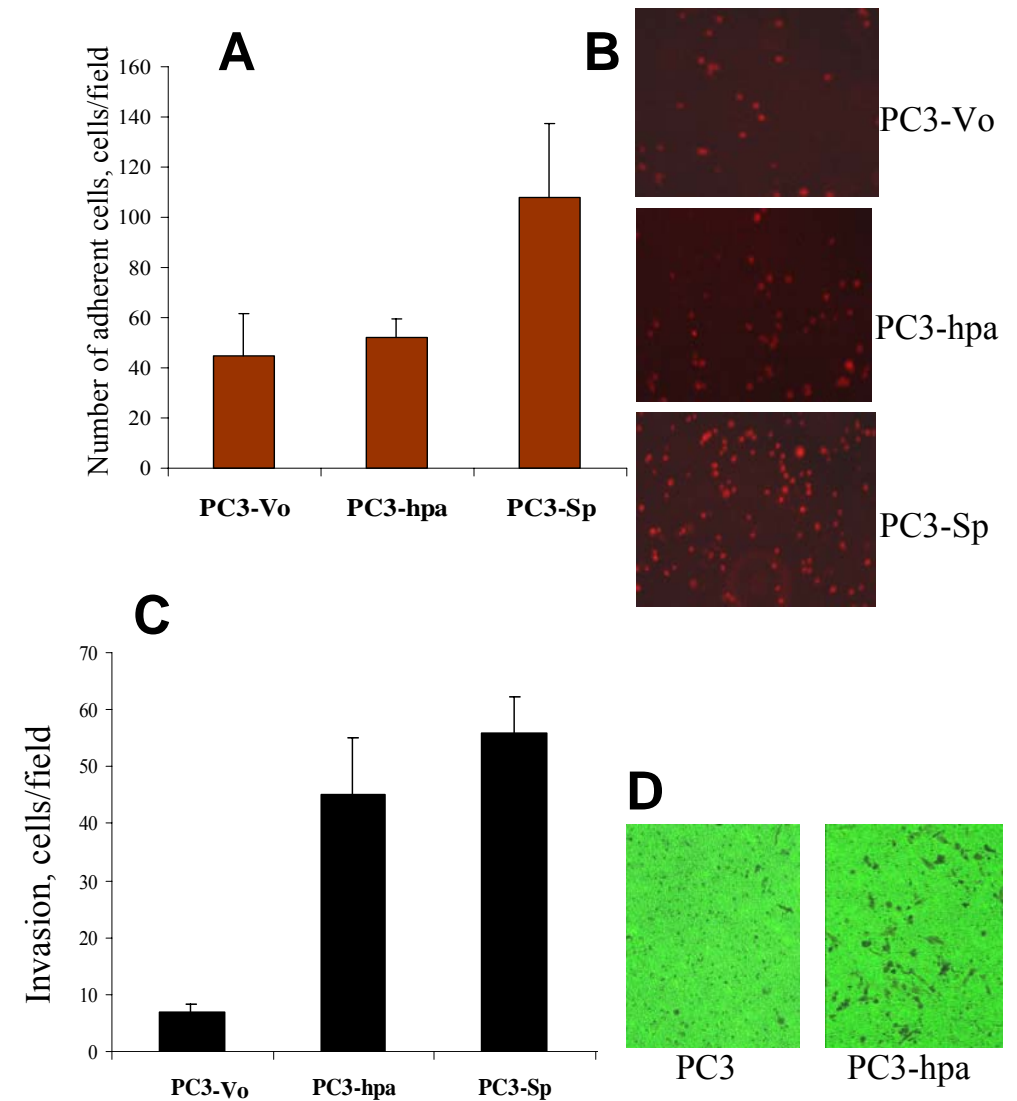 A
Number of adherent cells, cells/field
160
140
120
100
80
60
40
20
0
PC3-Vo
PC3-hpa
PC3-Sp
B
PC3-Vo
PC3-hpa
PC3-Sp
C
Invasion, cells/field
70
60
50
40
30
20
10
0
PC3-Vo
PC3-hpa
PC3-Sp
D
PC3
PC3-hpa